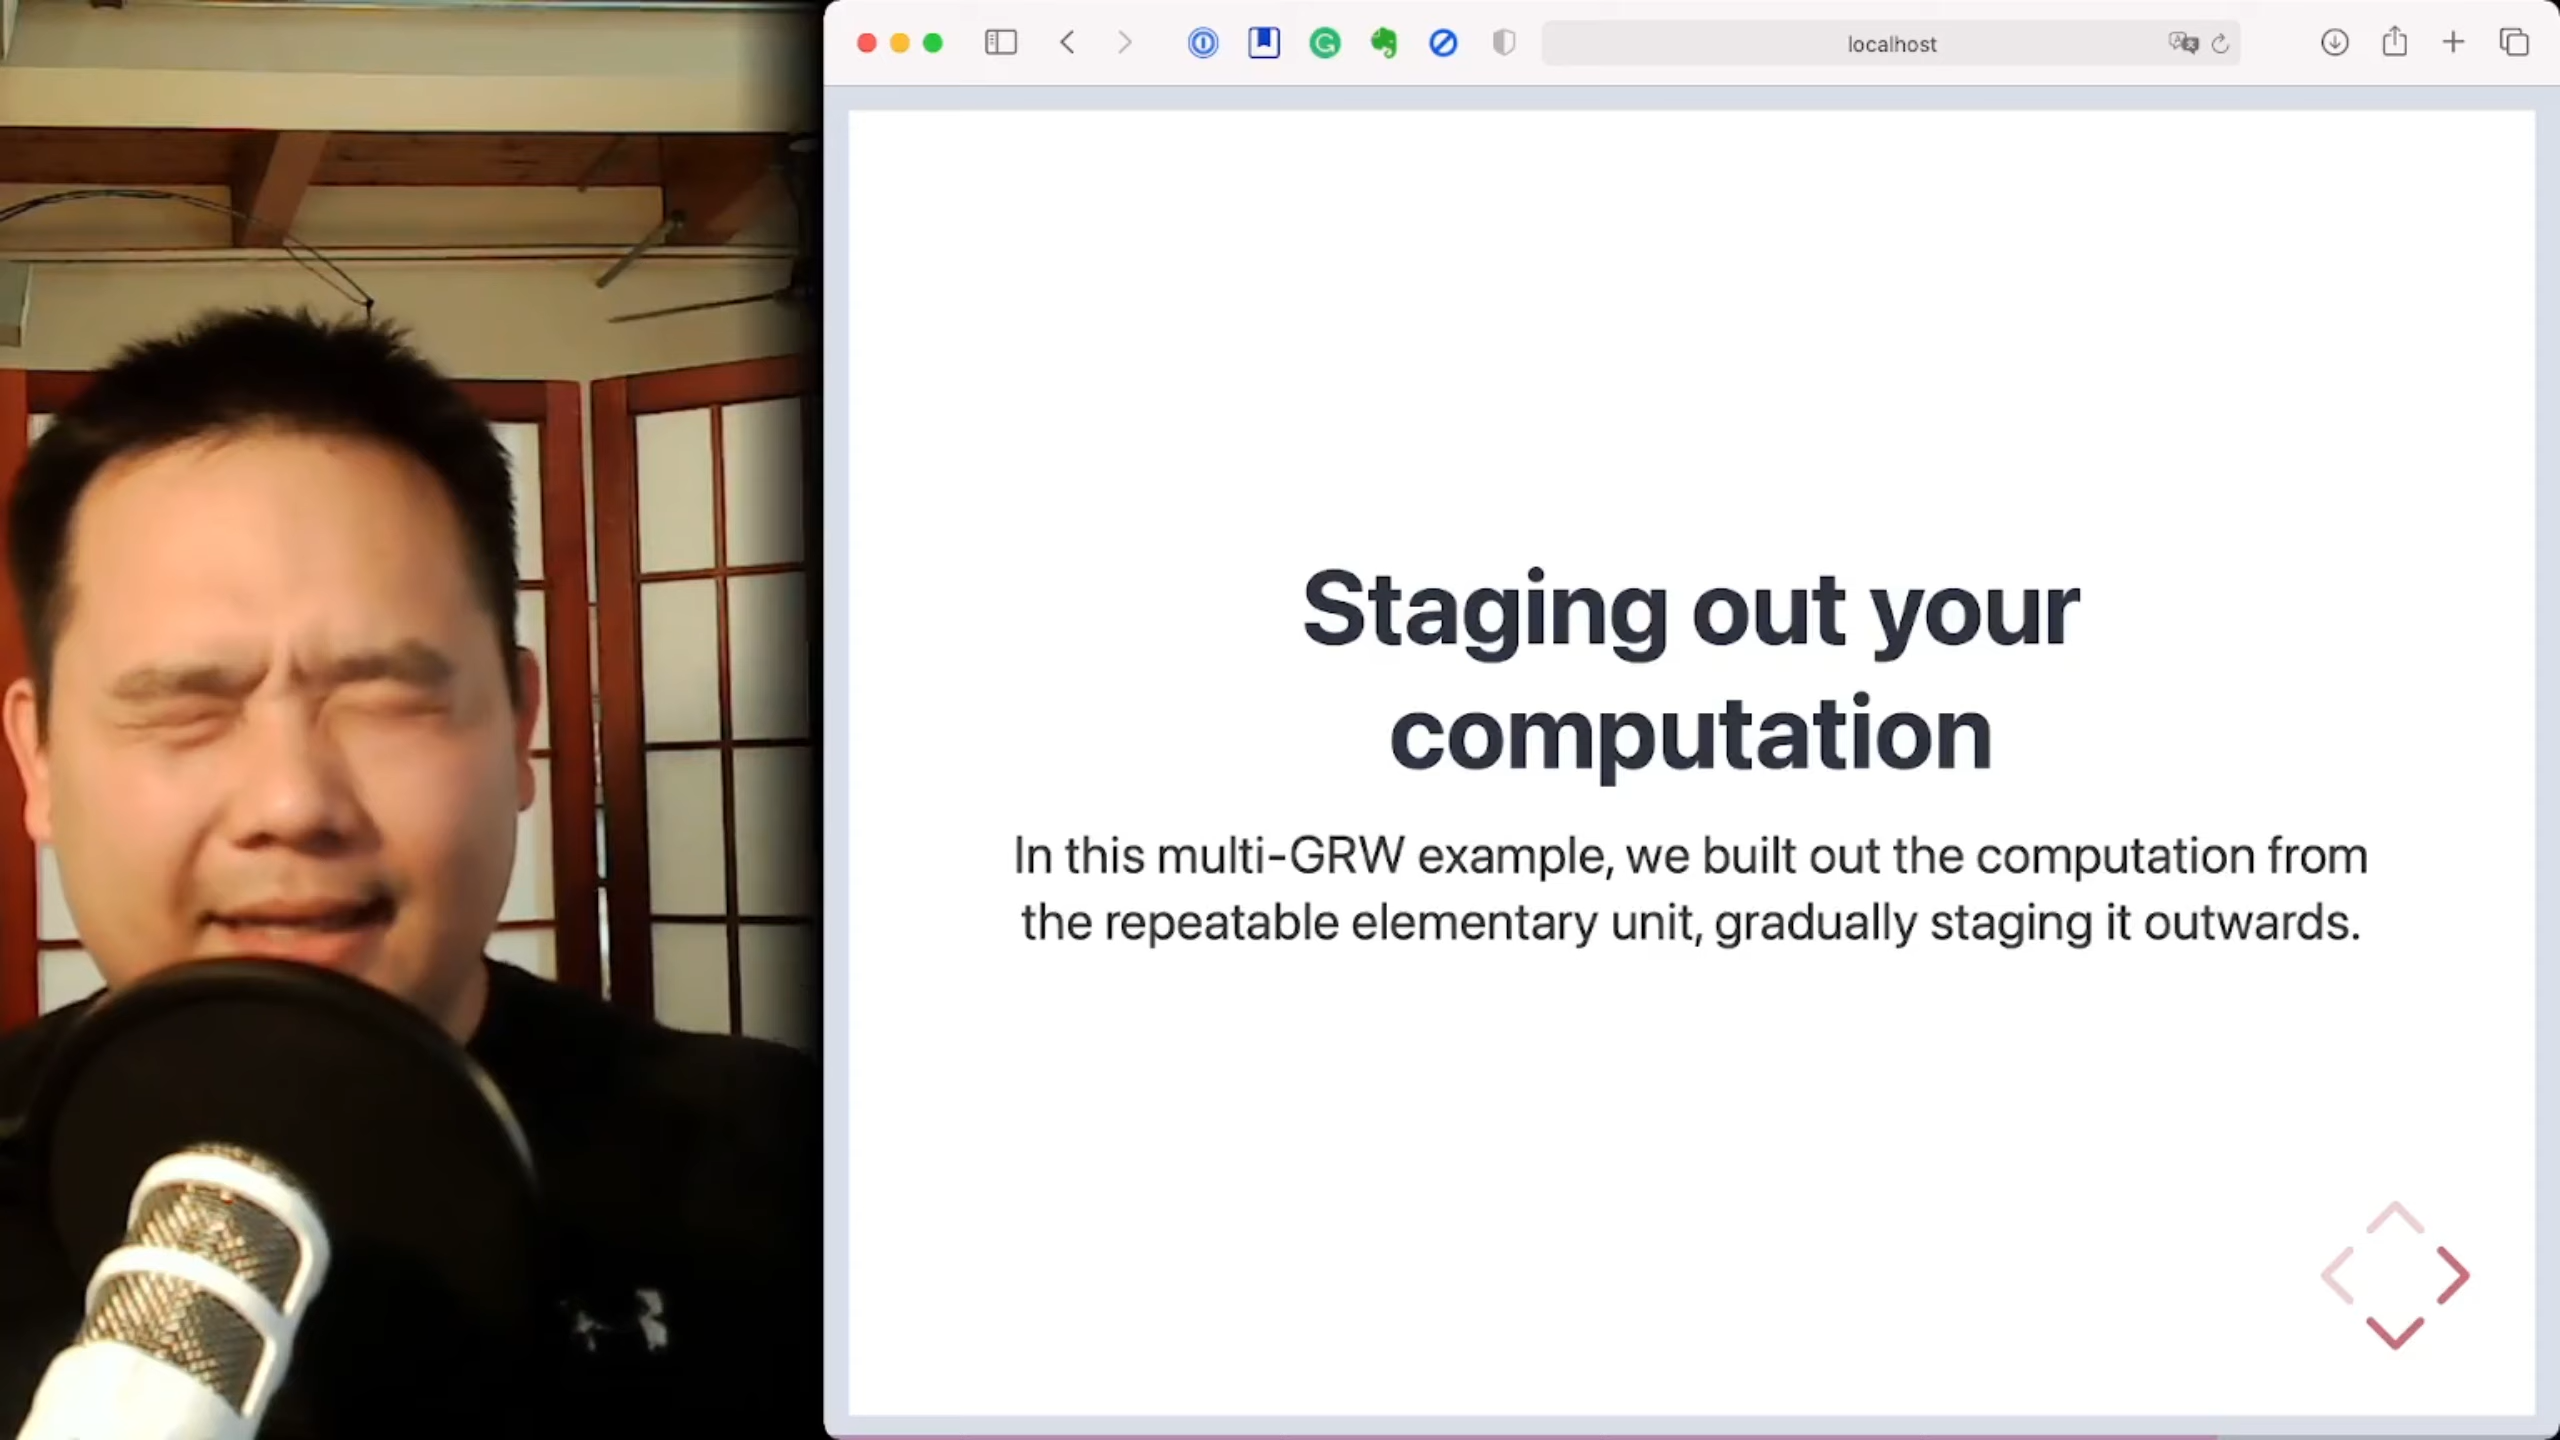 localhost
Staging out your
computation
In this multi-GRW example, we built out the computation from
the repeatable elementary unit, gradually staging it outwards.